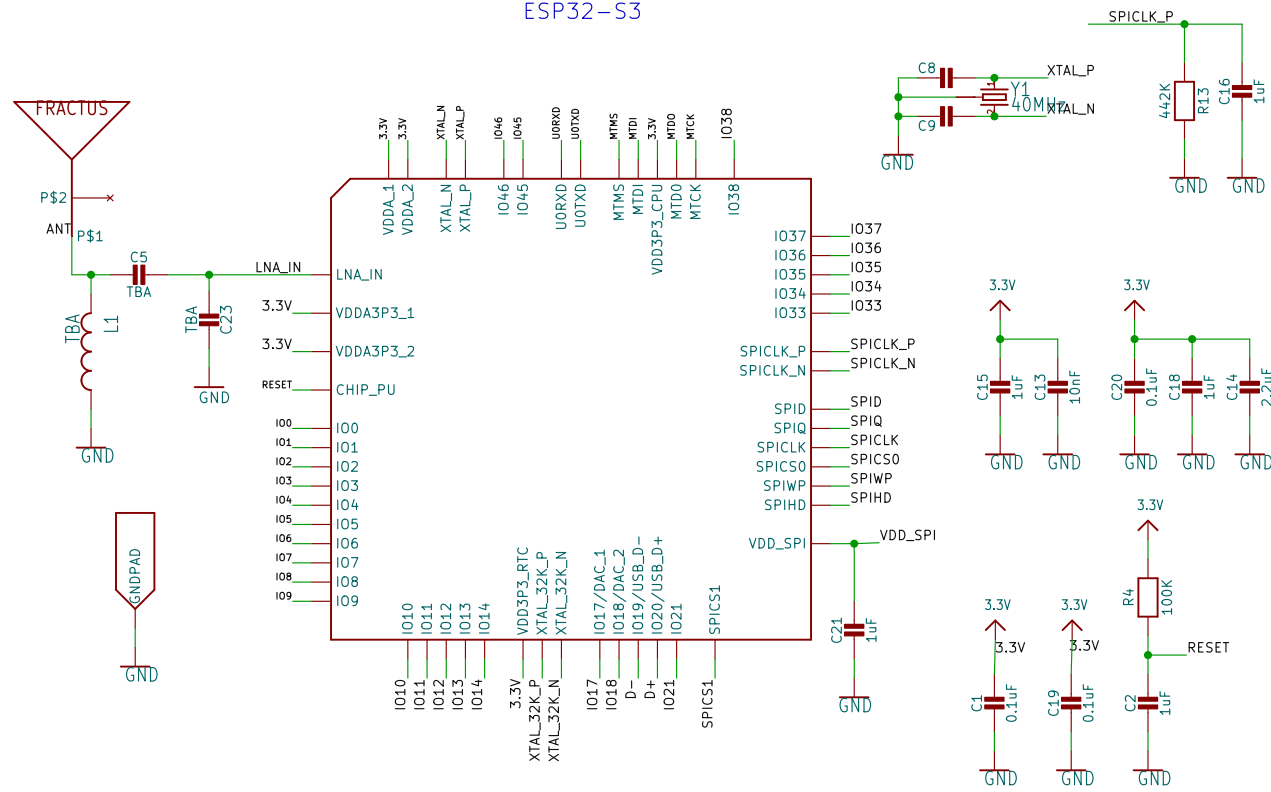 ESP32-S3
SPICLK_P
442K
R13
C16
1uF
GND
GND
C8
XTAL_P
Y1
1
40MHz
2
XTAL_N
C9
GND
FRACTUS
P$2
ANT
P$1
C5
TBA
LNA_IN
TBA
L1
TBA
C23
GND
GND
GNDPAD
GND
3.3V
3.3V
XTAL_N
XTAL_P
IO46
IO45
U0RXD
U0TXD
MTMS
MTDI
3.3V
MTDO
MTCK
IO38
VDDA_1
VDDA_2
XTAL_N
XTAL_P
IO46
IO45
U0RXD
U0TXD
MTMS
MTDI
VDD3P3_CPU
MTDO
MTCK
IO38
LNA_IN
3.3V
VDDA3P3_1
3.3V
VDDA3P3_2
RESET
CHIP_PU
IO0 IO0
IO1 IO1
IO2 IO2
IO3 IO3
IO4 IO4
IO5 IO5
IO6 IO6
IO7 IO7
IO8 IO8
IO9 IO9
IO37 IO37
IO36 IO36
IO35 IO35
IO34 IO34
IO33 IO33
SPICLK_P SPICLK_P
SPICLK_N SPICLK_N
SPID SPID
SPIQ SPIQ
SPICLK SPICLK
SPICS0 SPICS0
SPIWP SPIWP
SPIHD SPIHD
VDD_SPI VDD_SPI
C21
1uF
GND
IO10
IO11
IO12
IO13
IO14
VDD3P3_RTC
XTAL_32K_P
XTAL_32K_N
IO17/DAC_1
IO18/DAC_2
IO19/USB_D-
IO20/USB_D+
IO21
SPICS1
IO10
IO11
IO12
IO13
IO14
3.3V
XTAL_32K_P
XTAL_32K_N
IO17
IO18
D-
D+
IO21
SPICS1
3.3V
C15
1uF
C13
10nF
GND
GND
3.3V
C20
0.1uF
C18
1uF
C14
2.2uF
GND
GND
GND
3.3V
R4
100K
RESET
C2
1uF
GND
3.3V
3.3V
C1
0.1uF
GND
3.3V
3.3V
C19
0.1uF
GND